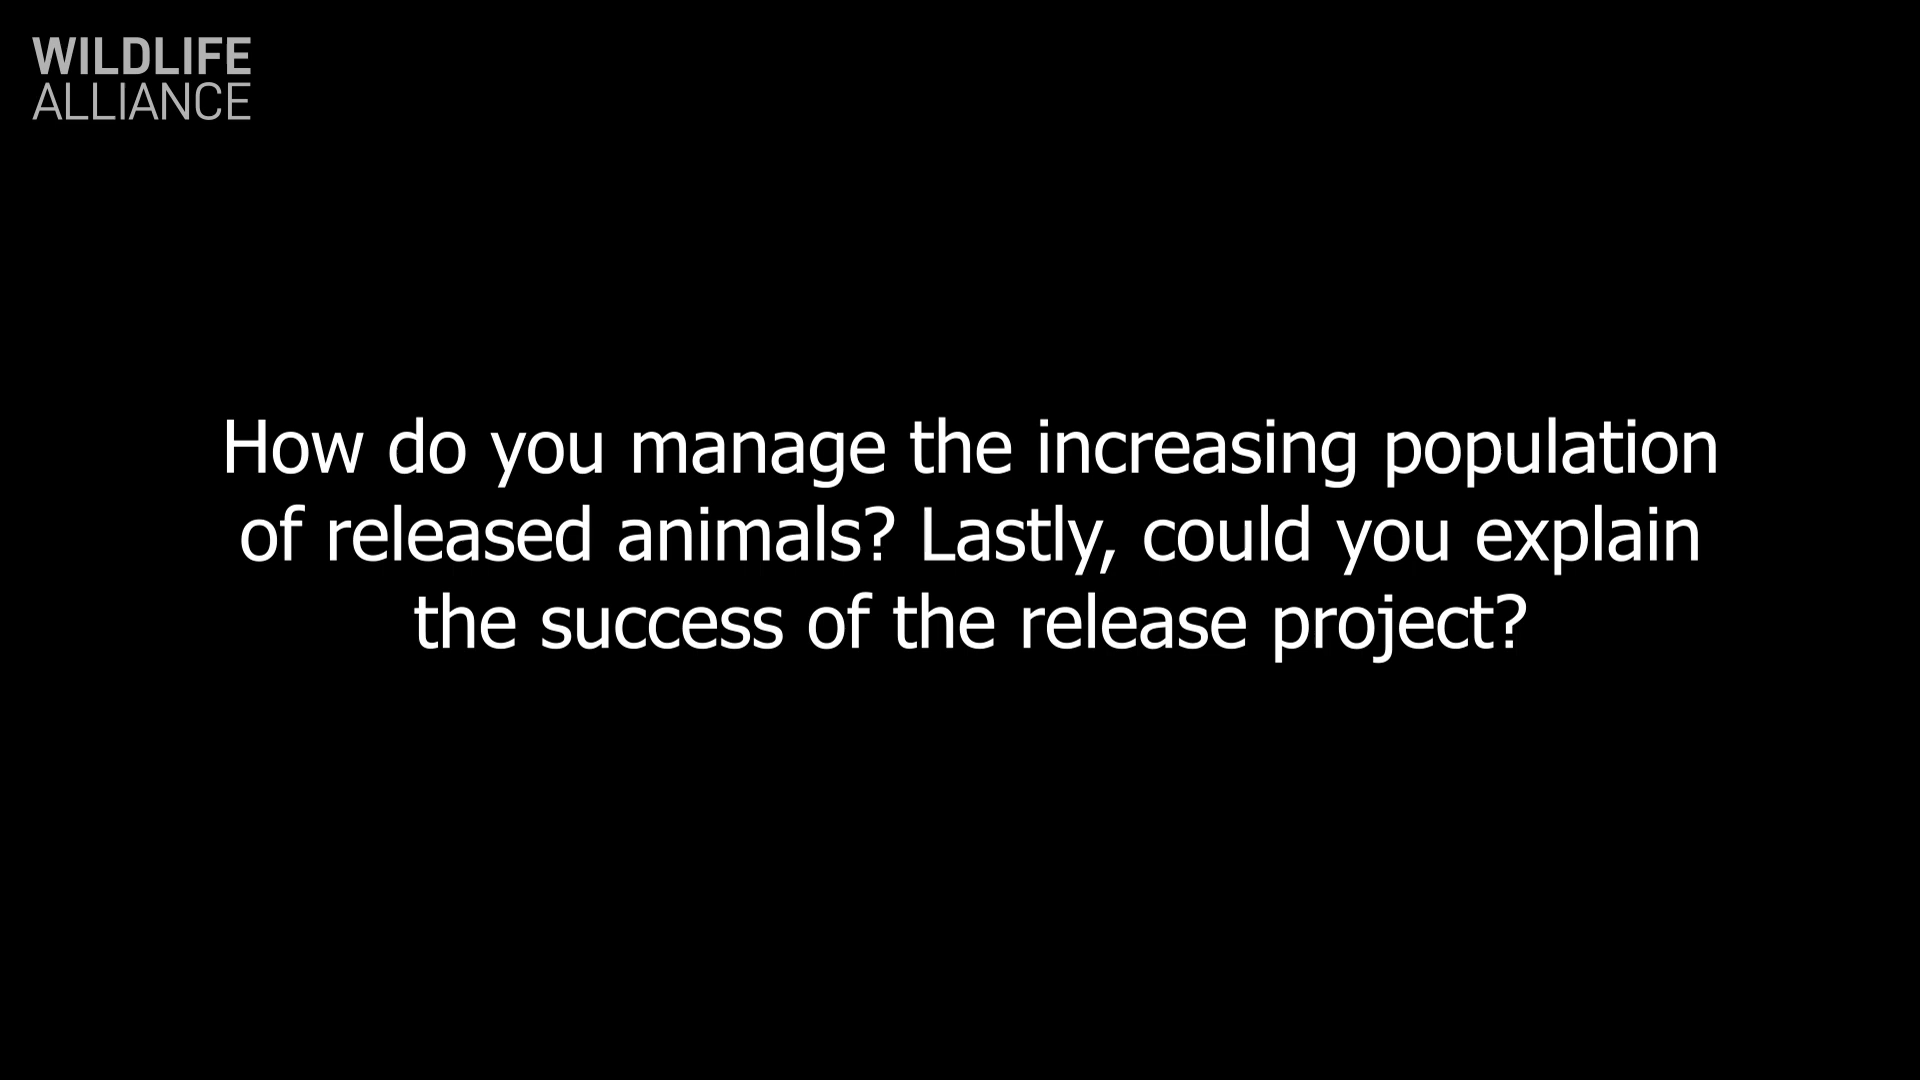 WILDLIFE
ALLIANCE
How do you manage the increasing population
of released animals? Lastly, could you explain
the success of the release project?